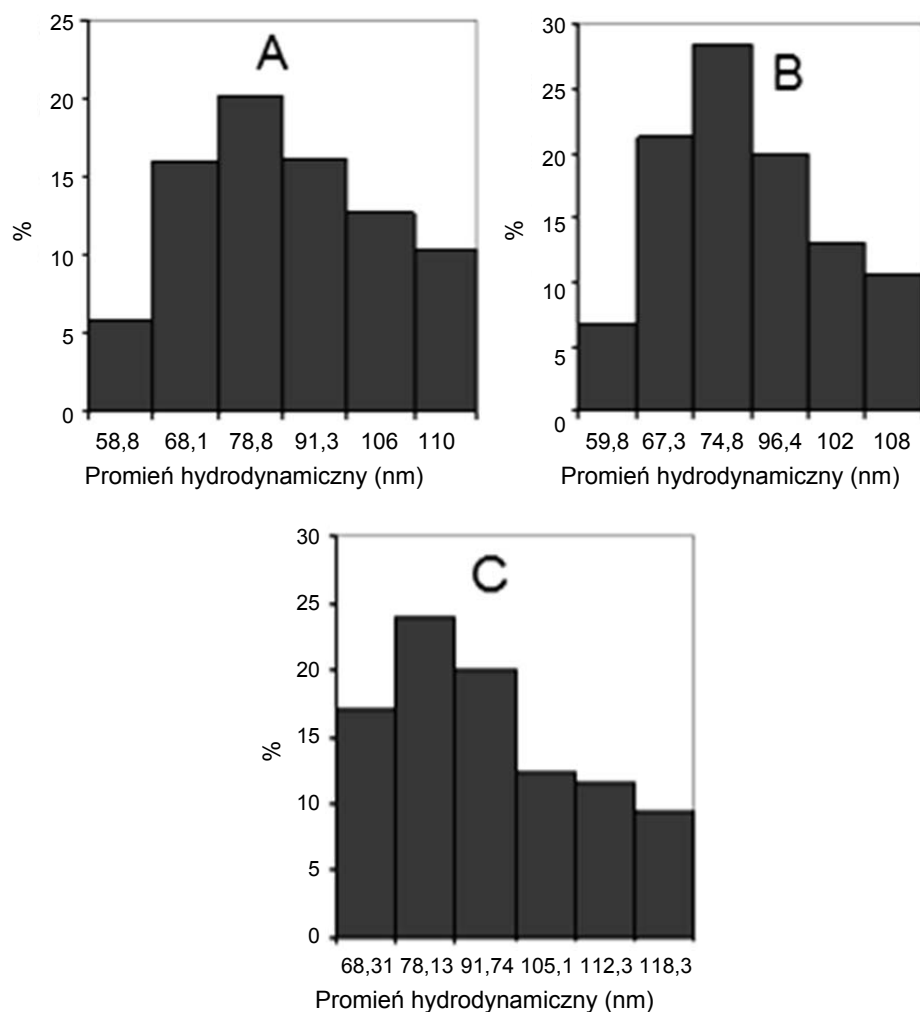 25
20
15
10
5
0
%
A
58,8 68,1 78,8 91,3 106 110
Promień hydrodynamiczny (nm)
30
25
20
15
10
5
0
%
B
59,8 67,3 74,8 96,4 102 108
Promień hydrodynamiczny (nm)
30
25
20
15
10
5
0
%
C
68,31 78,13 91,74 105,1 112,3 118,3
Promień hydrodynamiczny (nm)